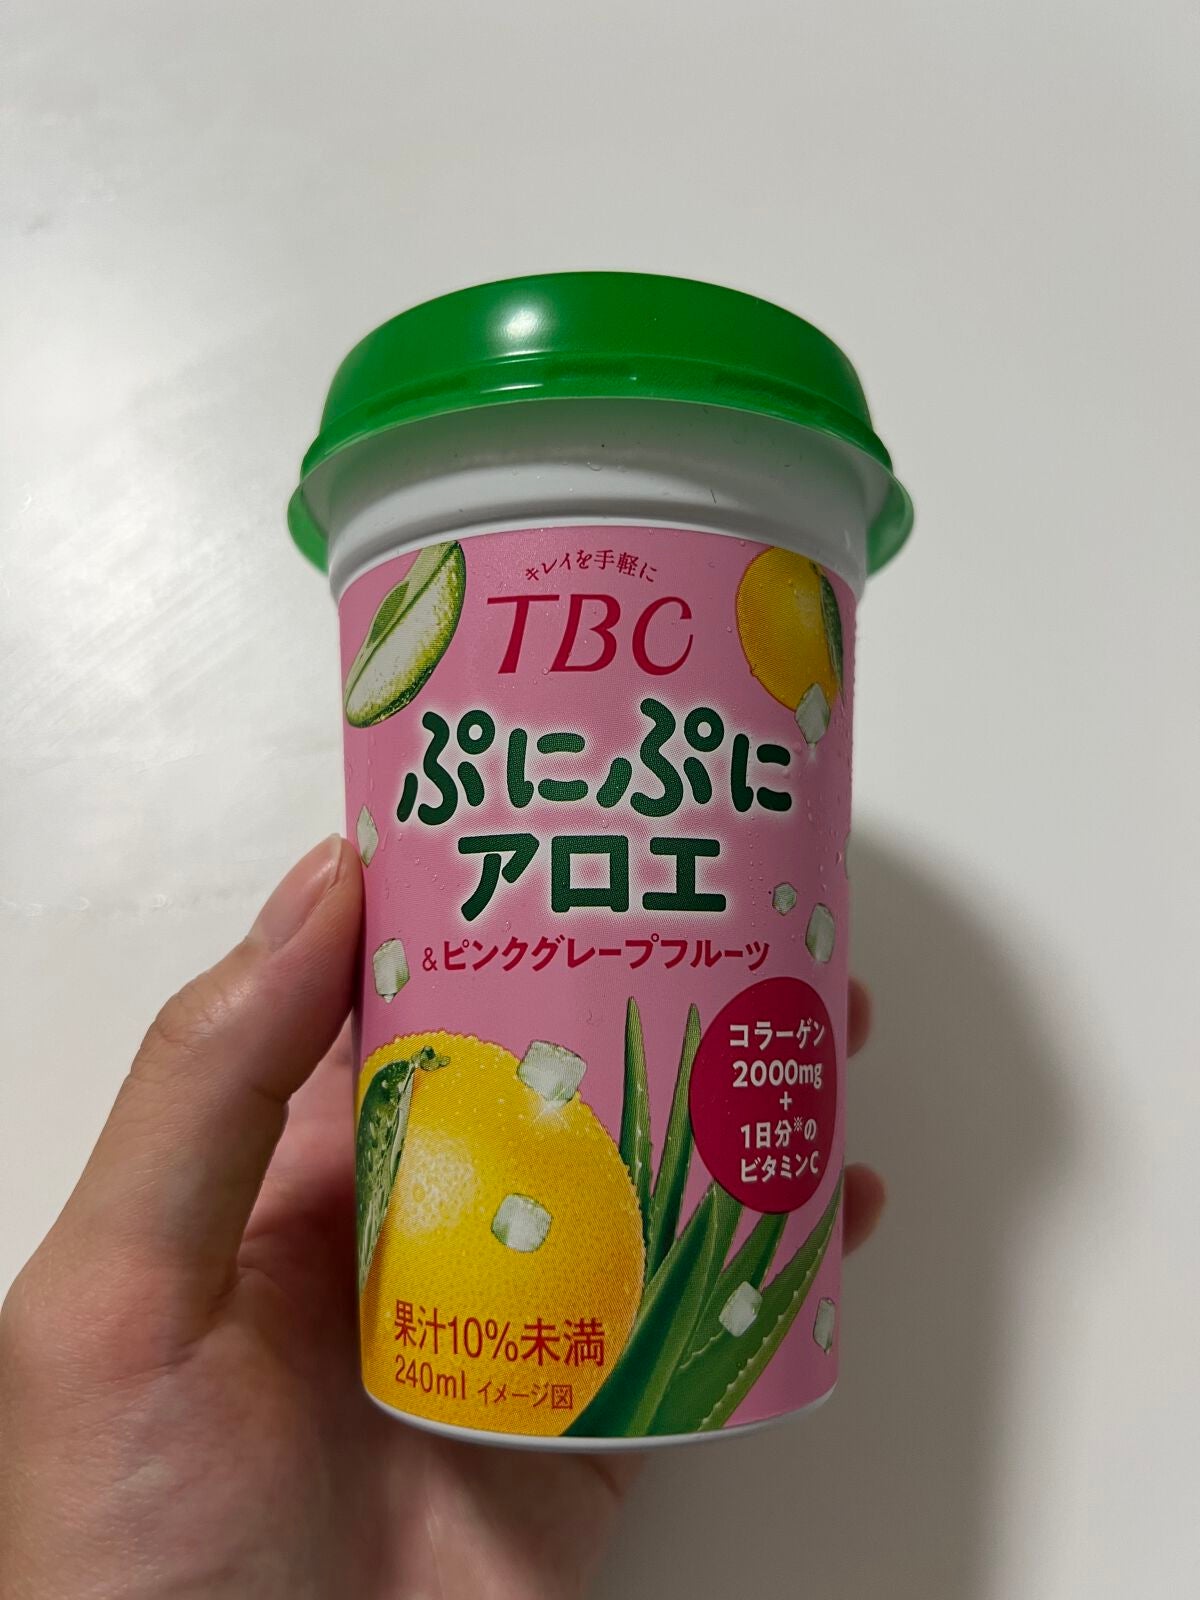 キレイを手軽に
TBC
ぷにぷに
アロエ
&ピンクグレープフルーツ
コラーゲン
2000mg
+
1日分※の
ビタミンC
果汁10%未満
240ml イメージ図